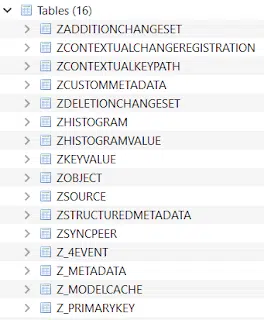 Tables (16)
ZADDITIONCHANGESET
ZCONTEXTUALCHANGEREGISTRATION
ZCONTEXTUALKEYPATH
ZCUSTOMMETADATA
ZDELETIONCHANGESET
ZHISTOGRAM
ZHISTOGRAMVALUE
ZKEYVALUE
ZOBJECT
ZSOURCE
ZSTRUCTUREDMETADATA
ZSYNCPEER
Z_4EVENT
Z_METADATA
Z_MODELCACHE
Z_PRIMARYKEY